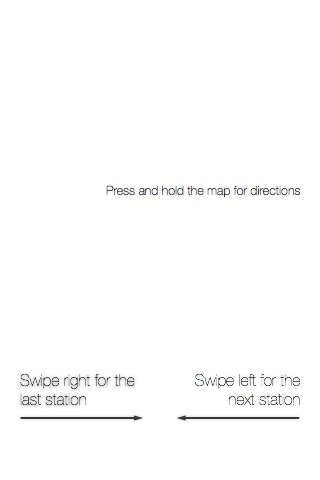 Press and hold the map for directions
Swipe right for the
last station
Swipe left for the
next station